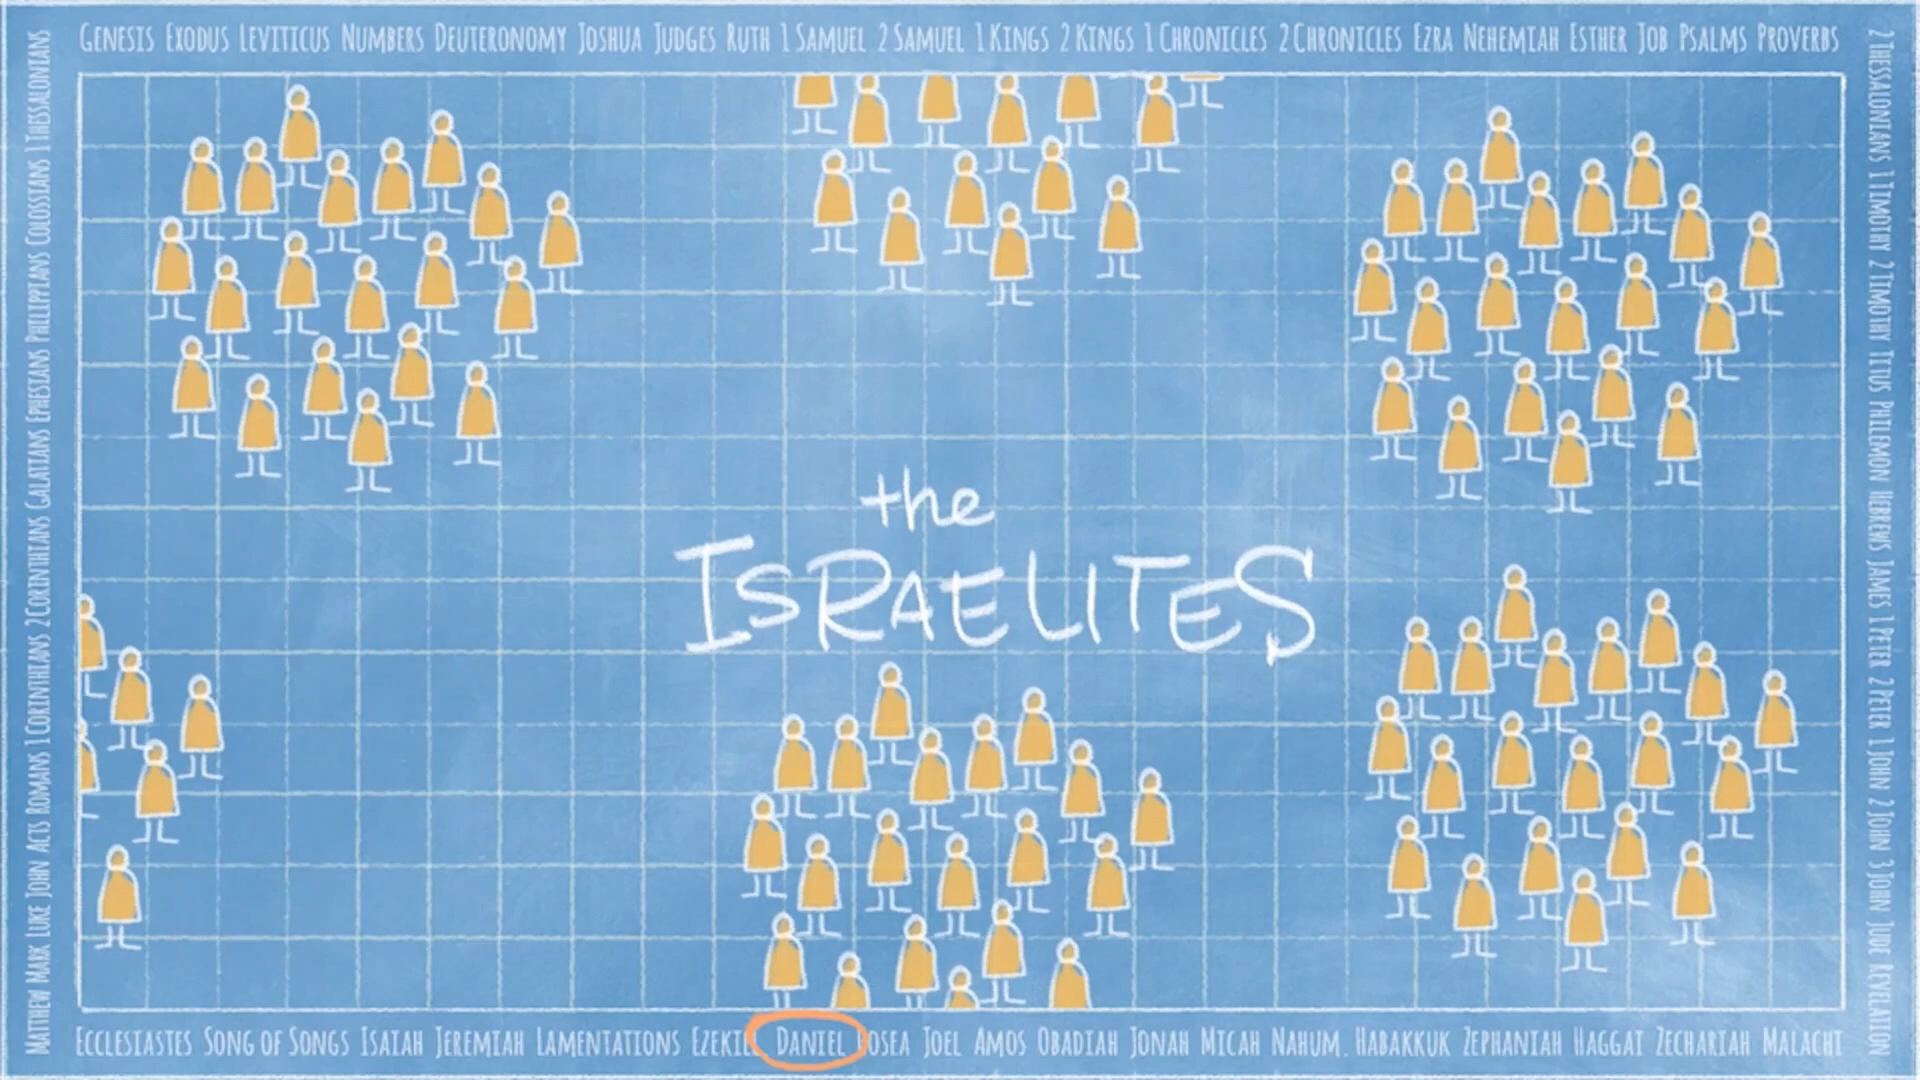 GENESIS EXODUS LEVITICUS NUMBERS DEUTERONOMY JOSHUA JUDGES RUTH 1 SAMUEL 2 SAMUEL 1 KINGS 2 KINGS 1 CHRONICLES 2 CHRONICLES EZRA NEHEMIAH ESTHER JOB PSALMS PROVERBS
the
ISRAELITES
ECCLESIASTES SONG OF SONGS ISAIAH JEREMIAH LAMENTATIONS EZEKIEL DANIEL HOSEA JOEL AMOS OBADIAH JONAH MICAH NAHUM HABAKKUK ZEPHANIAH HAGGAI ZECHARIAH MALACHI
MATTHEW MARK LUKE JOHN ACTS ROMANS 1 CORINTHIANS 2 CORINTHIANS GALATIANS EPHESIANS PHILIPPIANS COLOSSIANS 1 THESSALONIANS
2 THESSALONIANS 1 TIMOTHY 2 TIMOTHY TITUS PHILEMON HEBREWS JAMES 1 PETER 2 PETER 1 JOHN 2 JOHN 3 JOHN JUDE REVELATION